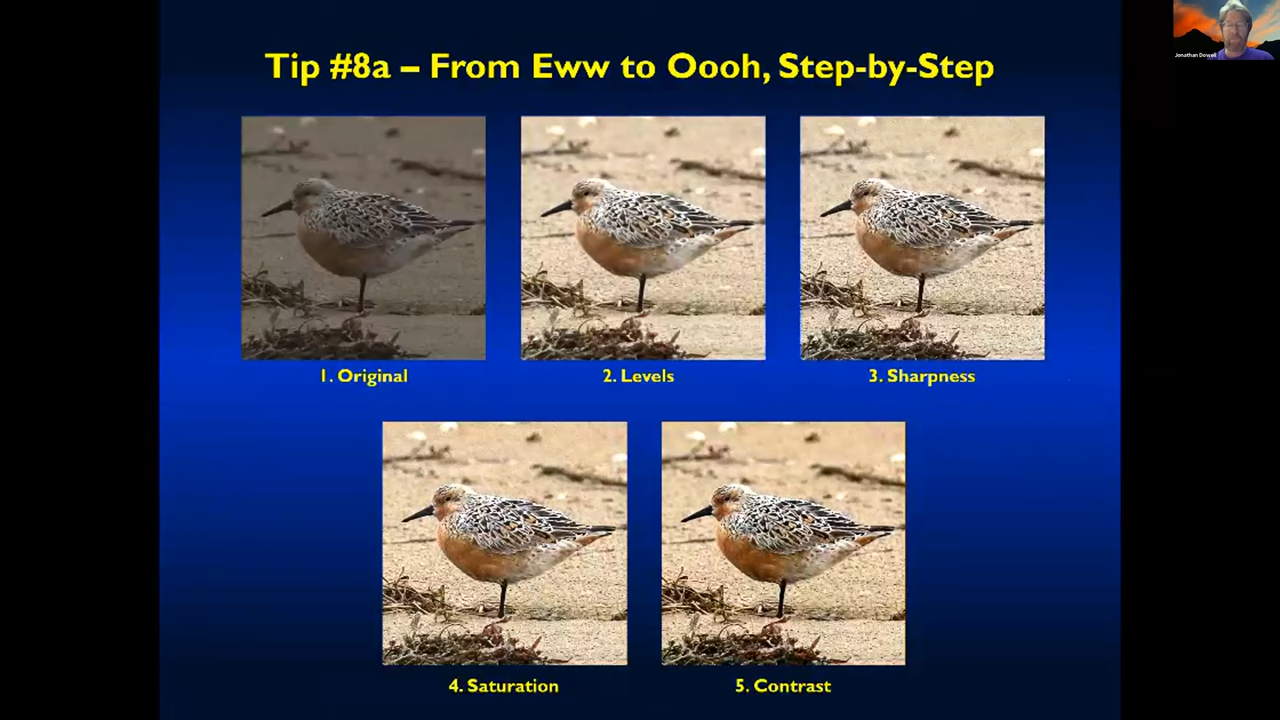 Tip #8a – From Eww to Oooh, Step-by-Step
Jonathan Dowell
1. Original
2. Levels
3. Sharpness
4. Saturation
5. Contrast